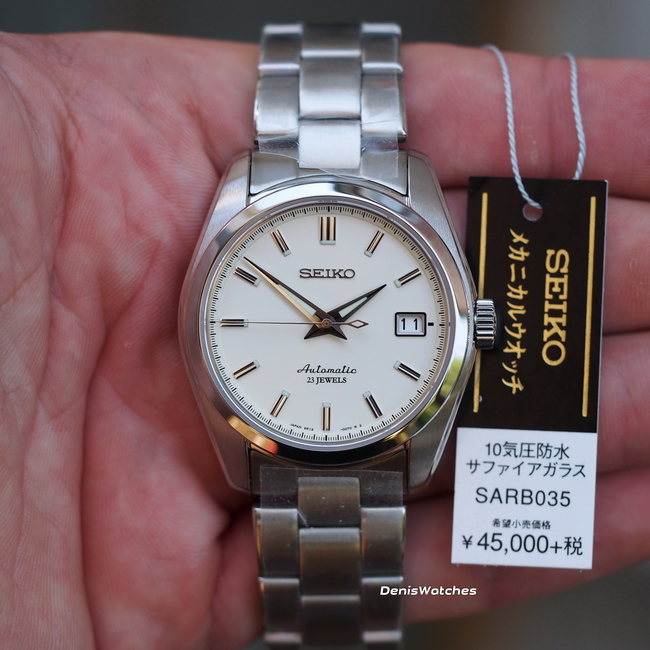 SEIKO
Automatic
23 JEWELS
11
SEIKO
メカニカルウオッチ
10気圧防水
サファイアガラス
SARB035
希望小売価格
¥45,000+税
DenisWatches